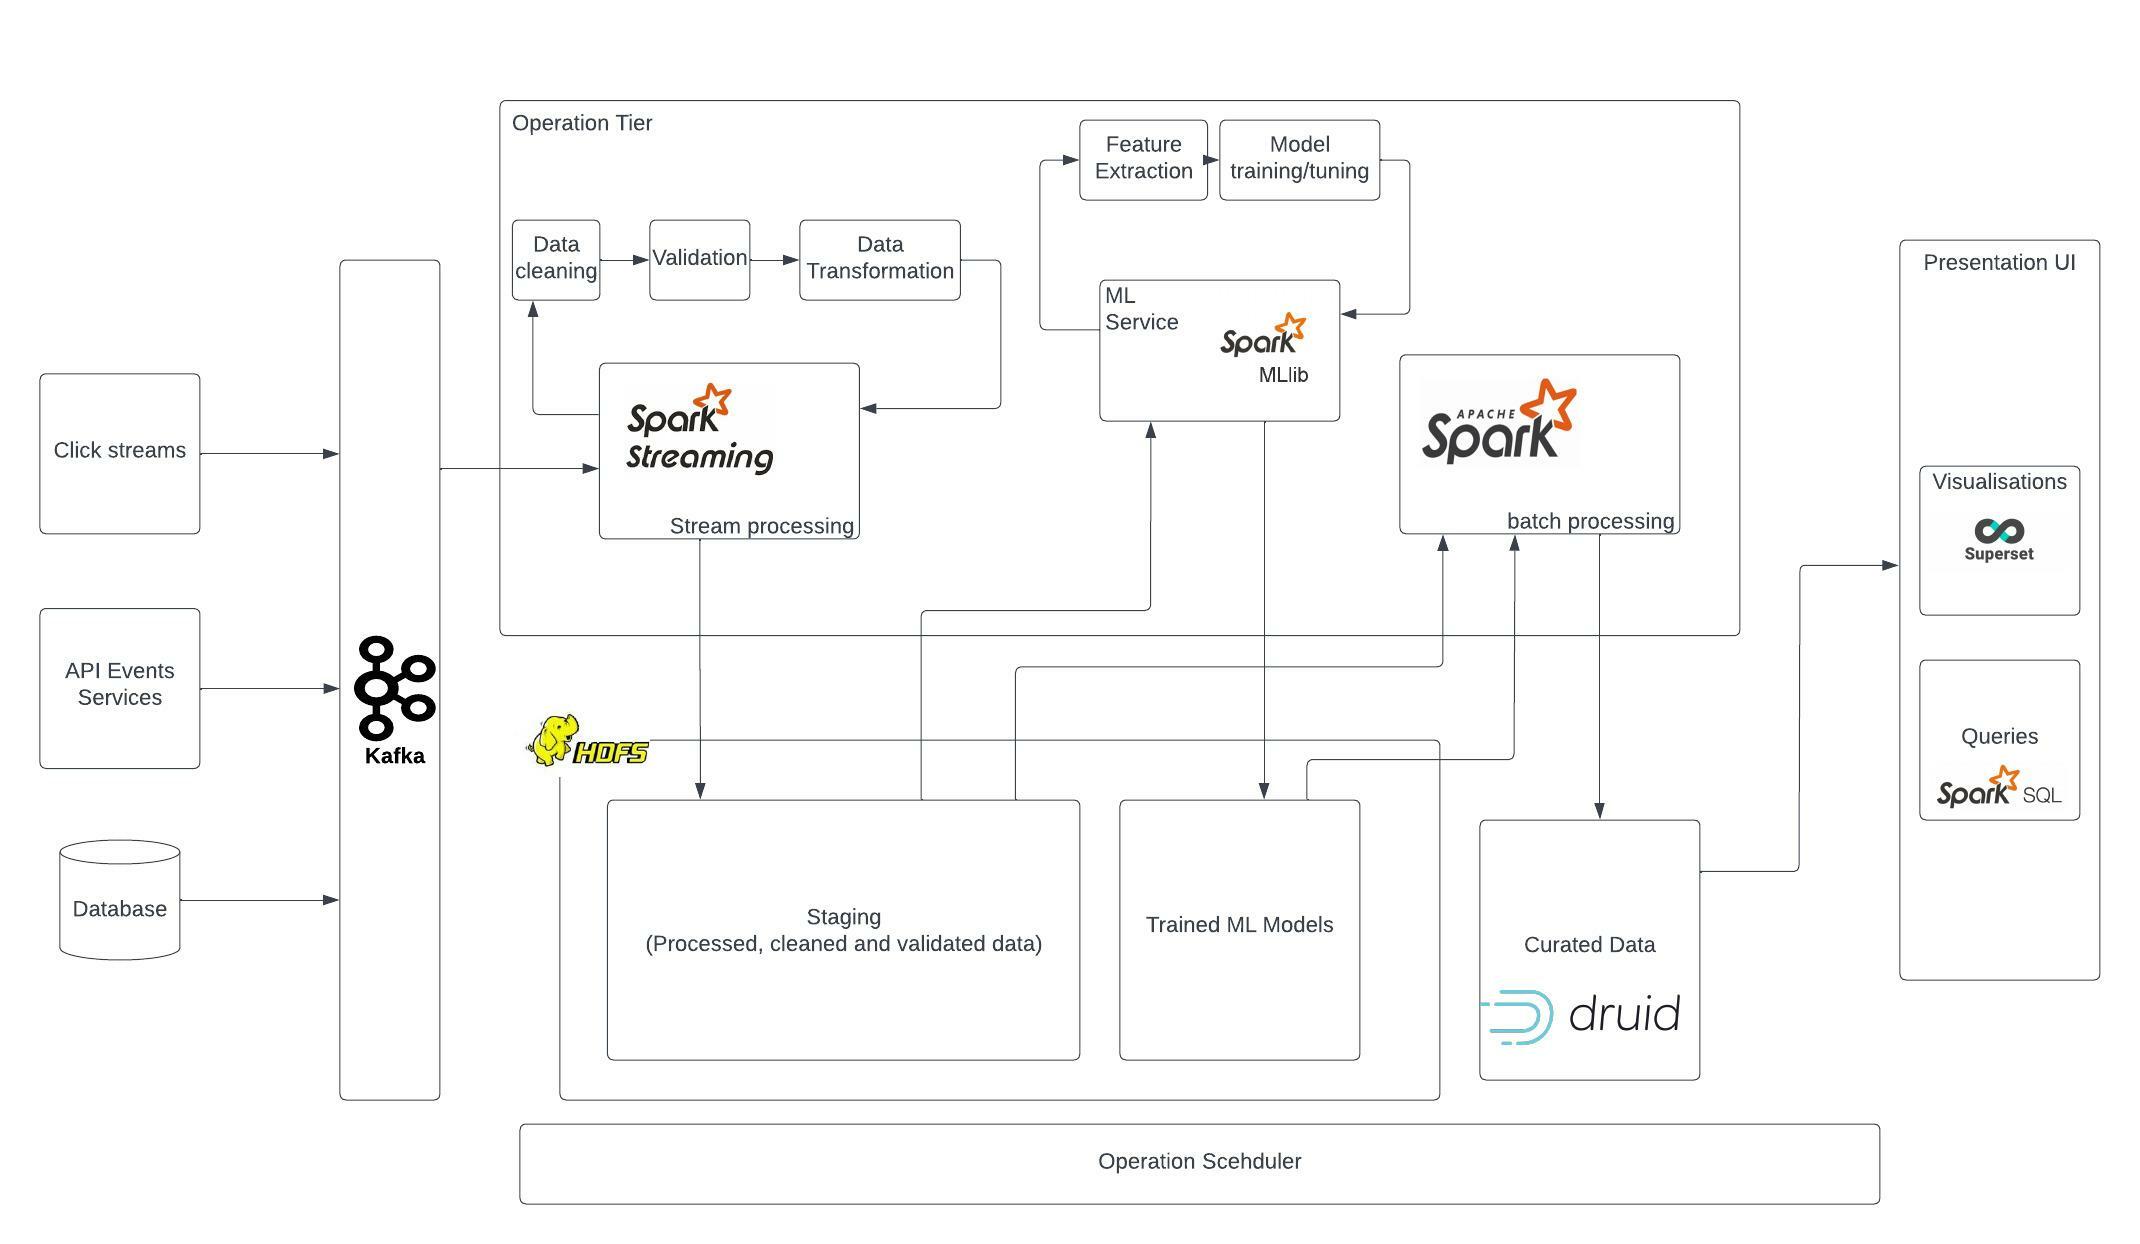 Operation Tier
Feature
Extraction
Model
training/tuning
Data
cleaning
Validation
Data
Transformation
ML
Service
Spark
MLlib
Spark
Streaming
Stream processing
APACHE
Spark
batch processing
Click streams
API Events
Services
Database
Kafka
HDFS
Staging
(Processed, cleaned and validated data)
Trained ML Models
Curated Data
druid
Presentation UI
Visualisations
Superset
Queries
Spark SQL
Operation Scehduler